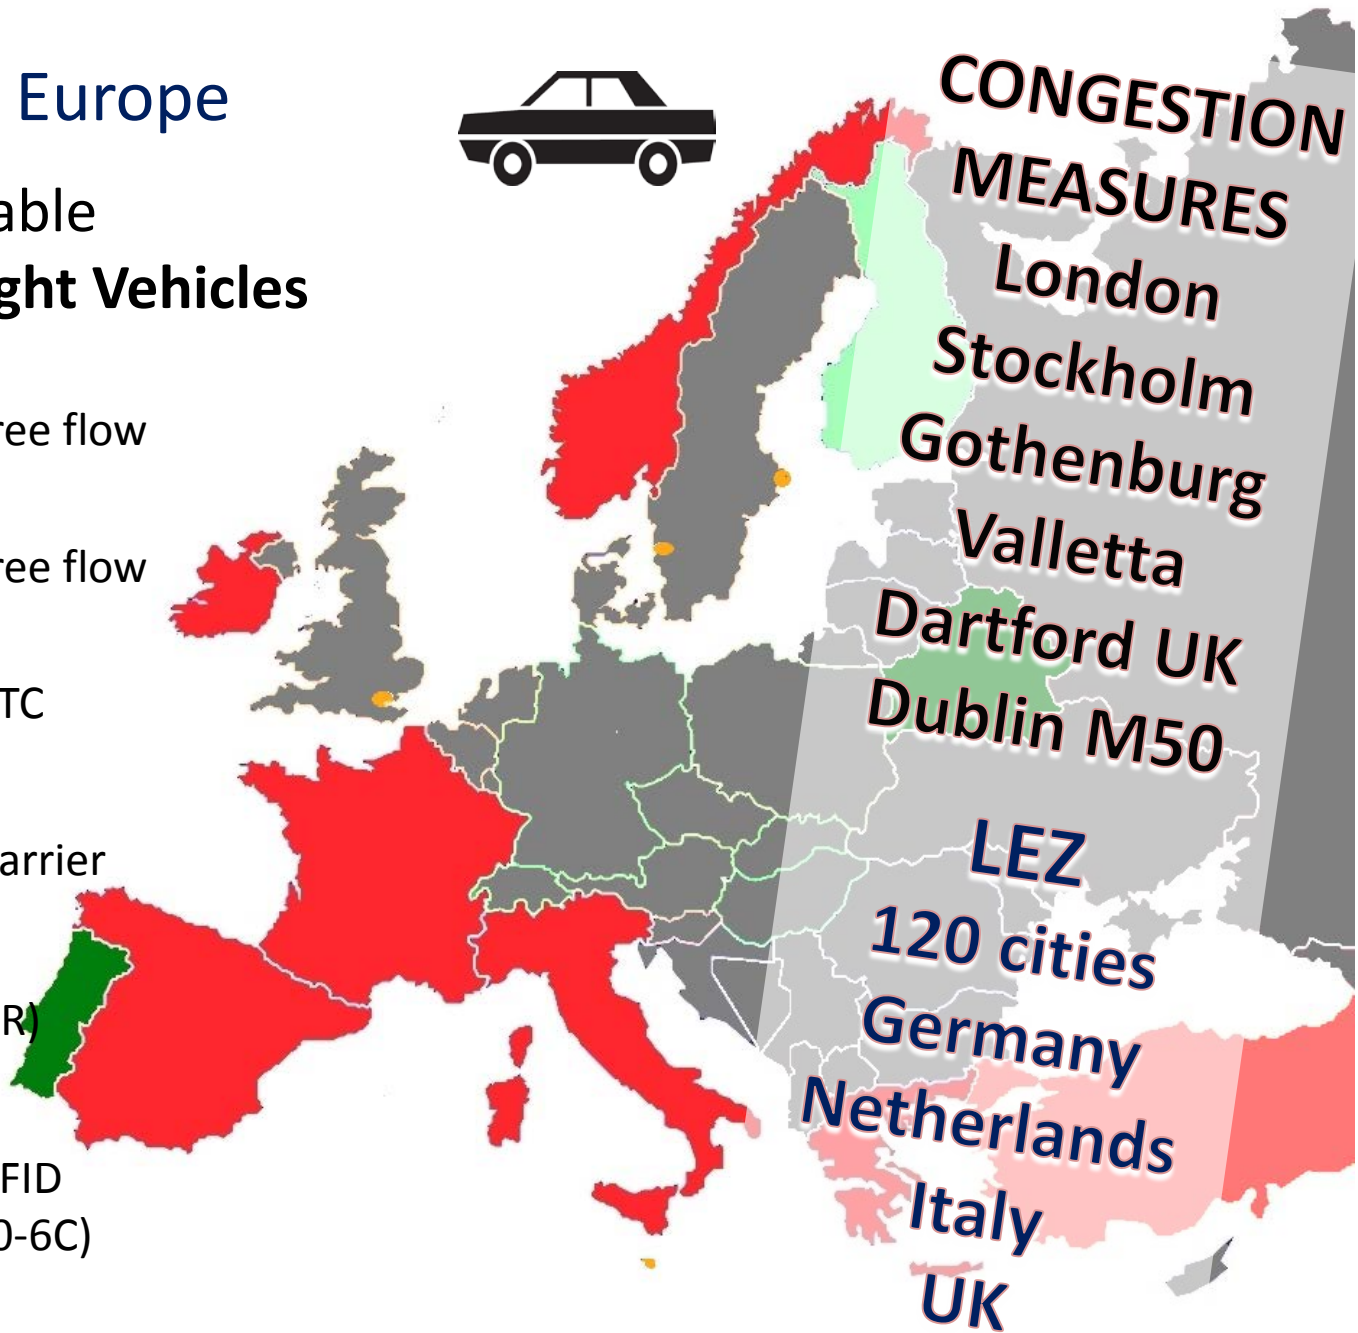 Europe
able
ght Vehicles
ree flow
ree flow
TC
arrier
R)
FID
0-6C)
CONGESTION
MEASURES
London
Stockholm
Gothenburg
Valletta
Dartford UK
Dublin M50
LEZ
120 cities
Germany
Netherlands
Italy
UK